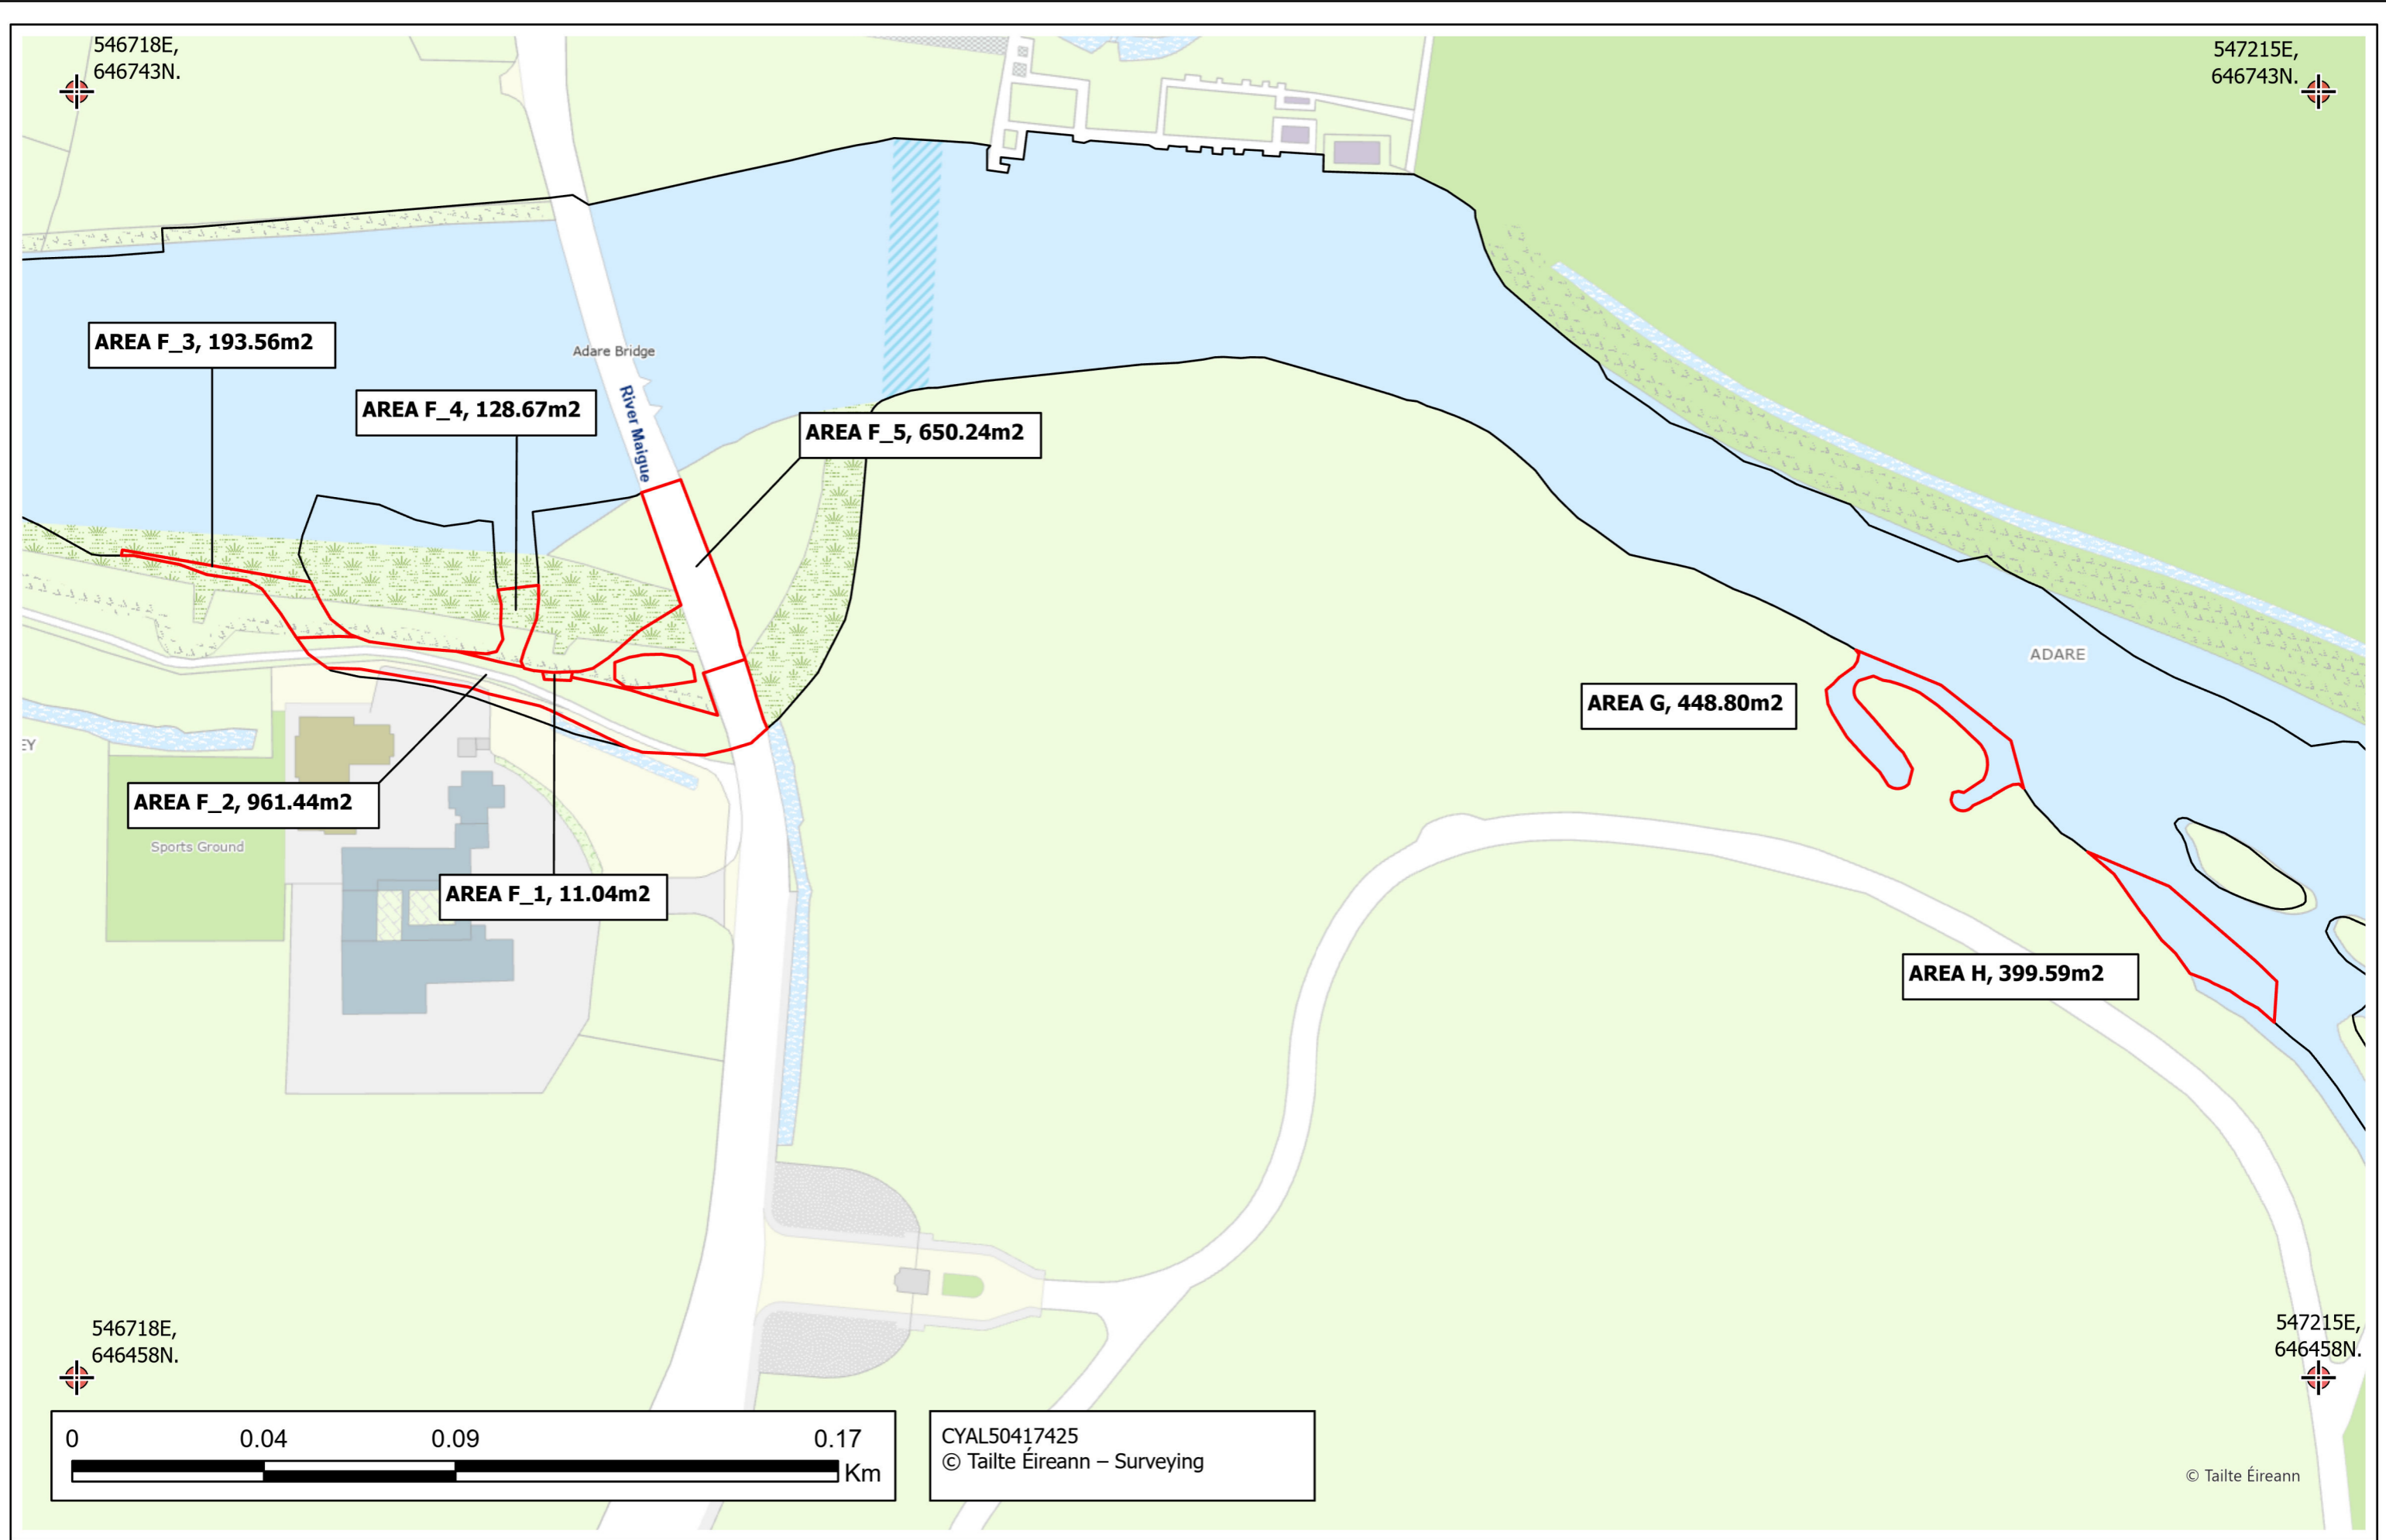 546718E,
646743N.
547215E,
646743N.
AREA F_3, 193.56m2
Adare Bridge
River Maigue
AREA F_4, 128.67m2
AREA F_5, 650.24m2
ADARE
AREA G, 448.80m2
EY
AREA F_2, 961.44m2
Sports Ground
AREA F_1, 11.04m2
AREA H, 399.59m2
546718E,
646458N.
547215E,
646458N.
0 0.04 0.09 0.17
Km
CYAL50417425
© Tailte Éireann – Surveying
© Tailte Éireann